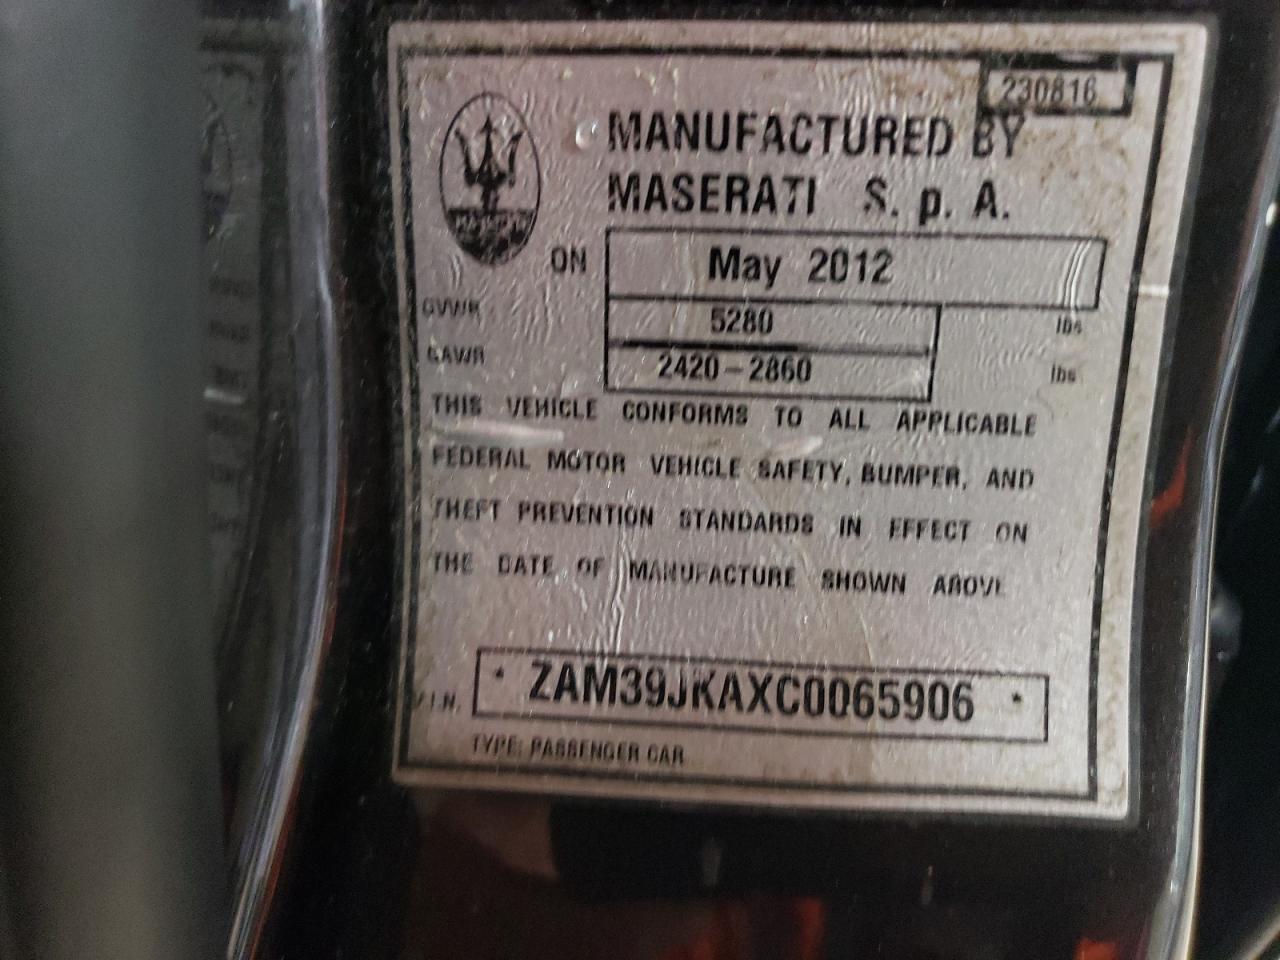 230816
MANUFACTURED BY
MASERATI S. p. A.
ON May 2012
GVWR 5280 lbs
GAWR 2420-2860 lbs
THIS VEHICLE CONFORMS TO ALL APPLICABLE
FEDERAL MOTOR VEHICLE SAFETY, BUMPER, AND
THEFT PREVENTION STANDARDS IN EFFECT ON
THE DATE OF MANUFACTURE SHOWN ABOVE
V.I.N. * ZAM39JKAXC0065906 *
TYPE: PASSENGER CAR